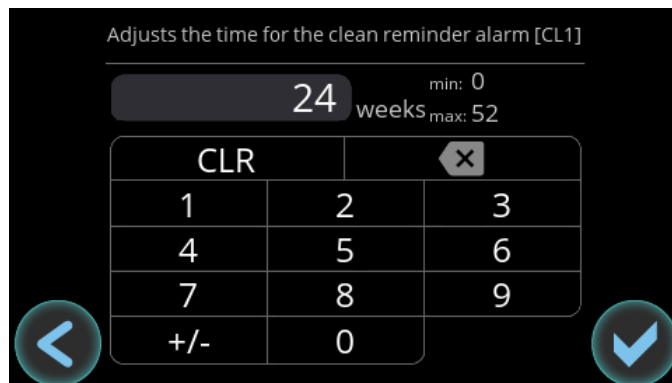 Adjusts the time for the clean reminder alarm [CL1]
24 weeks min: 0
max: 52
CLR
1 2 3
4 5 6
7 8 9
+/- 0